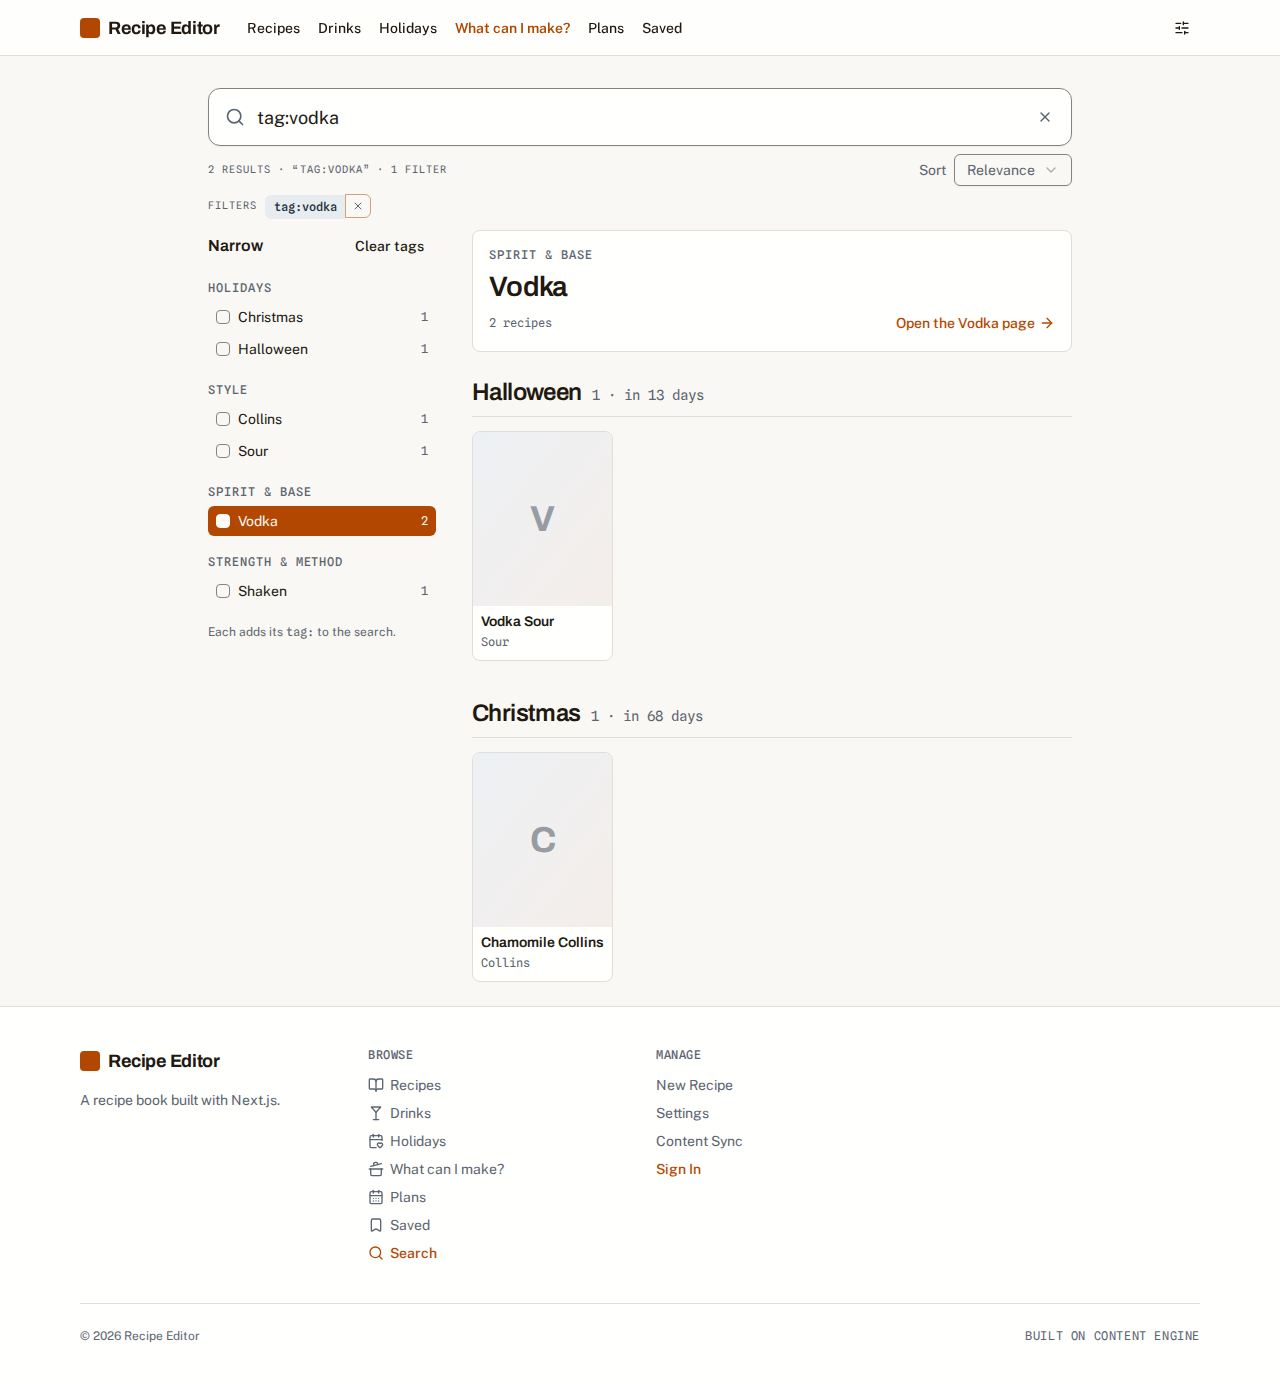 Recipe Editor Recipes Drinks Holidays What can I make? Plans Saved
tag:vodka
2 RESULTS · “TAG:VODKA” · 1 FILTER
Sort Relevance
FILTERS tag:vodka
Narrow Clear tags
HOLIDAYS
Christmas 1
Halloween 1
STYLE
Collins 1
Sour 1
SPIRIT & BASE
Vodka 2
STRENGTH & METHOD
Shaken 1
Each adds its tag: to the search.
SPIRIT & BASE
Vodka
2 recipes Open the Vodka page
Halloween 1 · in 13 days
V
Vodka Sour
Sour
Christmas 1 · in 68 days
C
Chamomile Collins
Collins
Recipe Editor
A recipe book built with Next.js.
BROWSE
Recipes
Drinks
Holidays
What can I make?
Plans
Saved
Search
MANAGE
New Recipe
Settings
Content Sync
Sign In
© 2026 Recipe Editor
BUILT ON CONTENT ENGINE